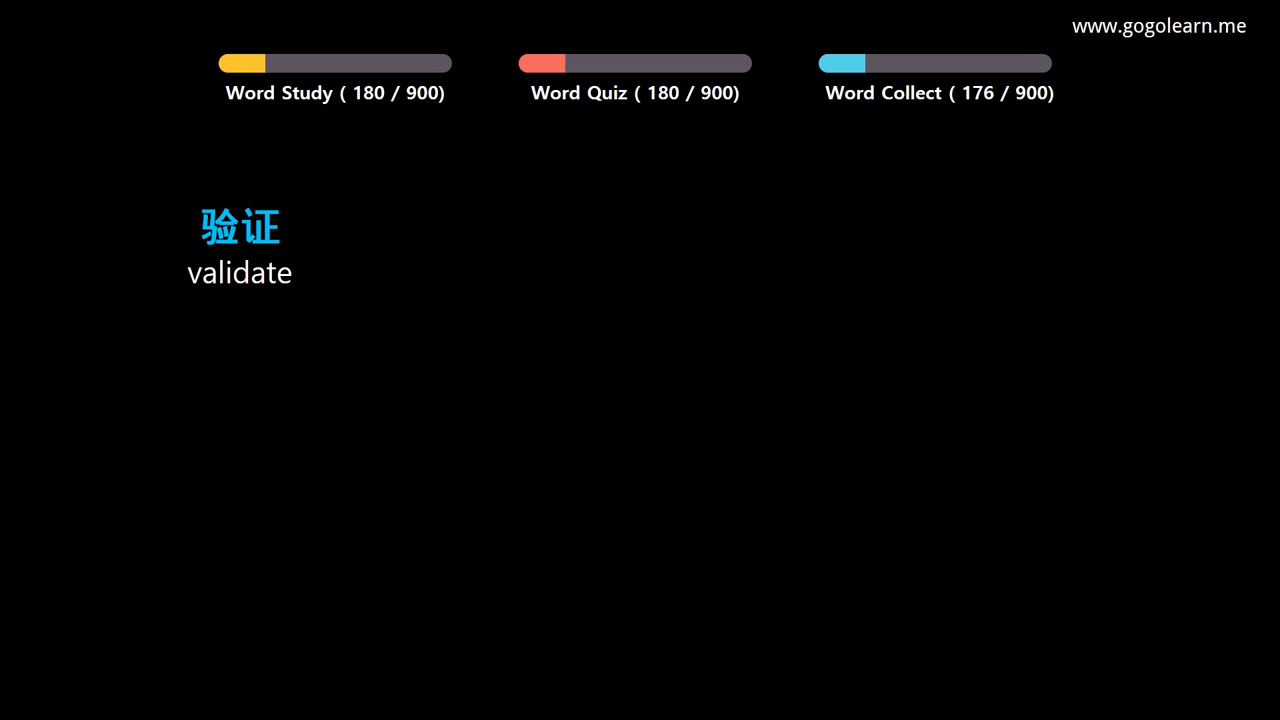 www.gogolearn.me
Word Study ( 180 / 900)
Word Quiz ( 180 / 900)
Word Collect ( 176 / 900)
验证
validate